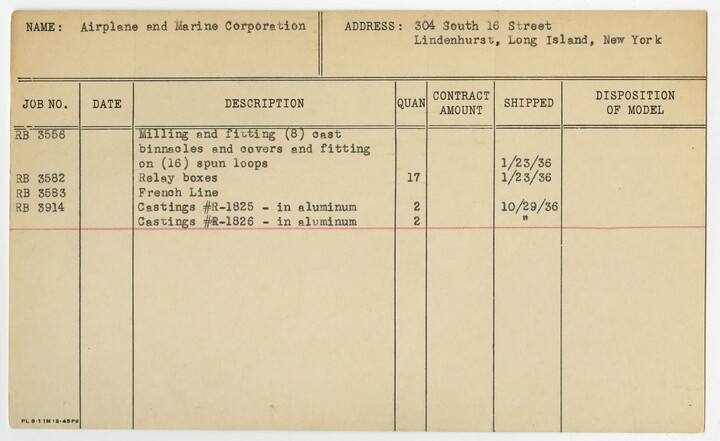 NAME: Airplane and Marine Corporation ADDRESS: 304 South 16 Street
Lindenhurst, Long Island, New York
JOB NO. DATE DESCRIPTION QUAN CONTRACT AMOUNT SHIPPED DISPOSITION OF MODEL
RB 3556 Milling and fitting (8) cast
binnacles and covers and fitting
on (16) spun loops 1/23/36
RB 3582 Relay boxes 17 1/23/36
RB 3583 French Line
RB 3914 Castings #R-1825 - in aluminum 2 10/29/36
Castings #R-1826 - in aluminum 2 "